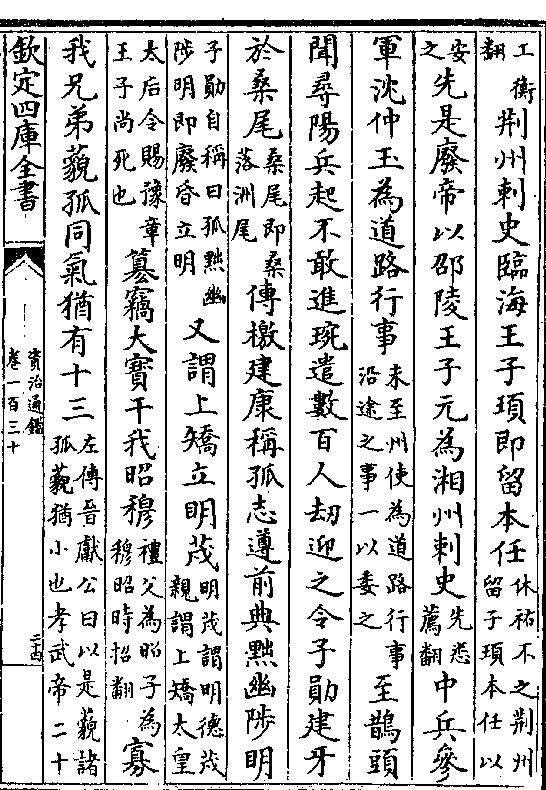 工衡翻荆州刺史臨海王子頊即留本任休祐不之荆州留子頊本任以
安之先是廢帝以邵陵王子元為湘州刺史先悉薦翻中兵參
軍沈仲玉為道路行事未至州使為道路行事沿途之事一以委之至鵲頭
聞尋陽兵起不敢進琬遣數百人劫迎之令子勛建牙
於桑尾桑尾即桑落洲尾傳檄建康稱孤志遵前典黜幽陟明
子勛自稱曰孤黜幽陟明即廢昏立明又謂上矯立明茂明茂謂明德茂親謂上矯太皇
太后令賜豫章王子尚死也簒竊大寶干我昭穆禮父為昭子為穆昭時招翻寡
我兄弟藐孤同氣猶有十三左傳晉獻公曰以是藐諸孤藐猶小也孝武帝二十
欽定四庫全書
資治通鑑
卷一百三十
二十四